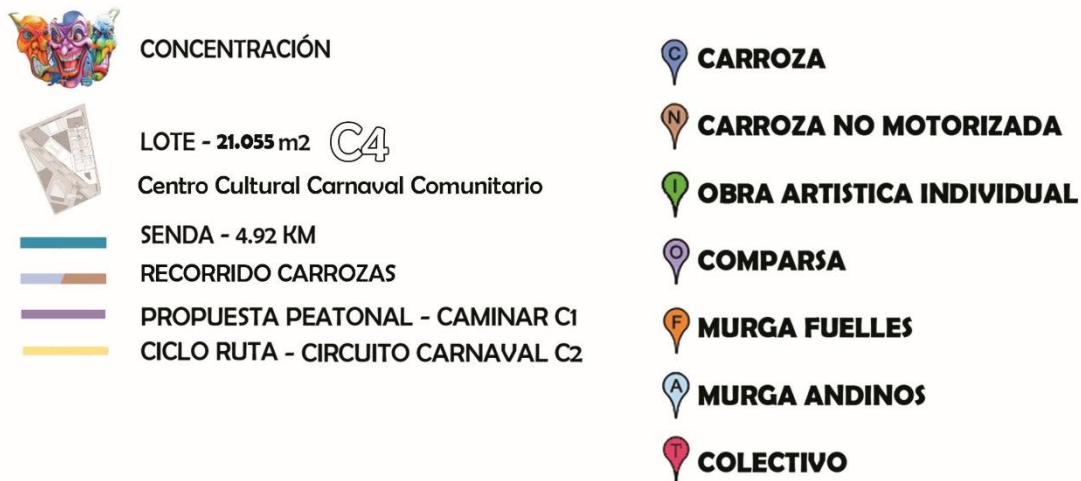 CONCENTRACIÓN
LOTE - 21.055 m2 C4
Centro Cultural Carnaval Comunitario
SENDA - 4.92 KM
RECORRIDO CARROZAS
PROPUESTA PEATONAL - CAMINAR C1
CICLO RUTA - CIRCUITO CARNAVAL C2
C CARROZA
N CARROZA NO MOTORIZADA
I OBRA ARTISTICA INDIVIDUAL
O COMPARSA
F MURGA FUELLES
A MURGA ANDINOS
T COLECTIVO